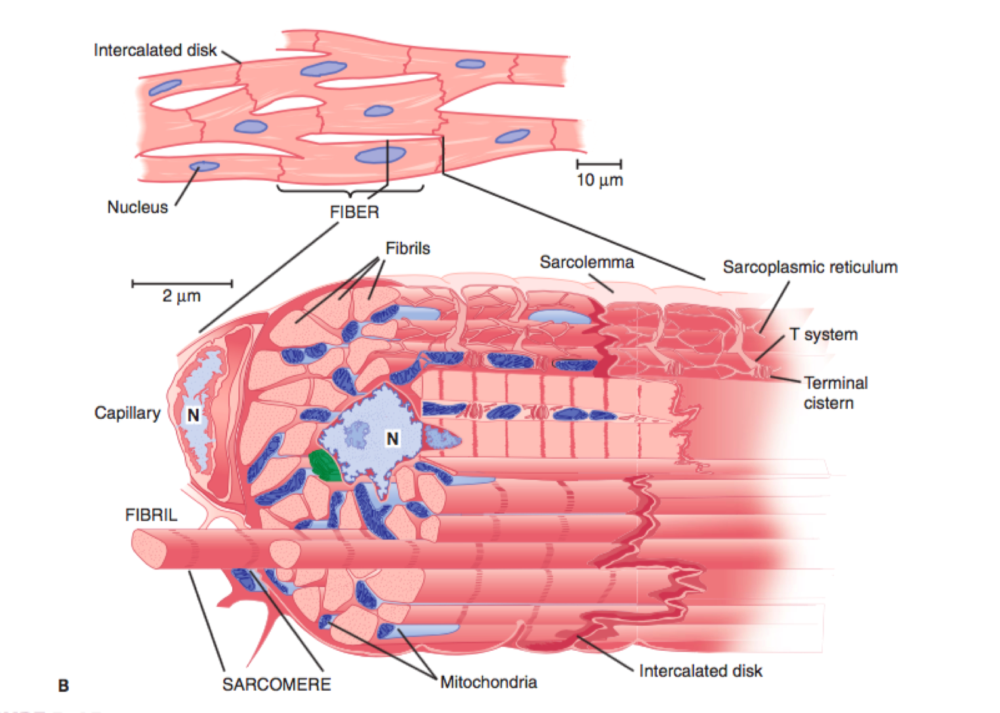 Intercalated disk
10 μm
Nucleus
FIBER
Fibrils
Sarcolemma
Sarcoplasmic reticulum
2 μm
T system
Terminal
cistern
Capillary
N
N
FIBRIL
SARCOMERE
Mitochondria
Intercalated disk
B